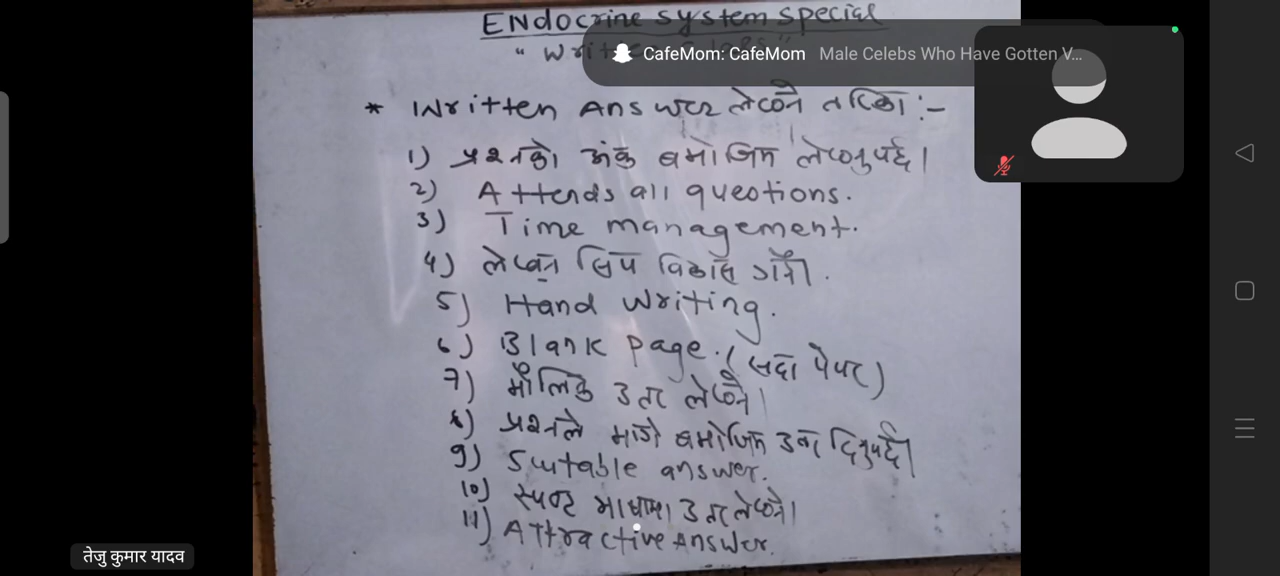 Endocrine system special
CafeMom: CafeMom Male Celebs Who Have Gotten V...
* Written Answer लेख्ने तरिका :-
1) प्रश्नको अंक बमोजिम लेख्नुपर्छ।
2) Attends all questions.
3) Time management.
4) लेखन सिप विकास गर्ने।
5) Hand Writing.
6) Blank Page. (सदा पेपर)
7) मौलिक उत्तर लेख्ने।
8) प्रश्नले मागे बमोजिम उत्तर दिनुपर्छ।
9) Suitable answer.
10) स्पष्ट भाषामा उत्तर लेख्ने।
11) Attractive Answer.
तेजु कुमार यादव